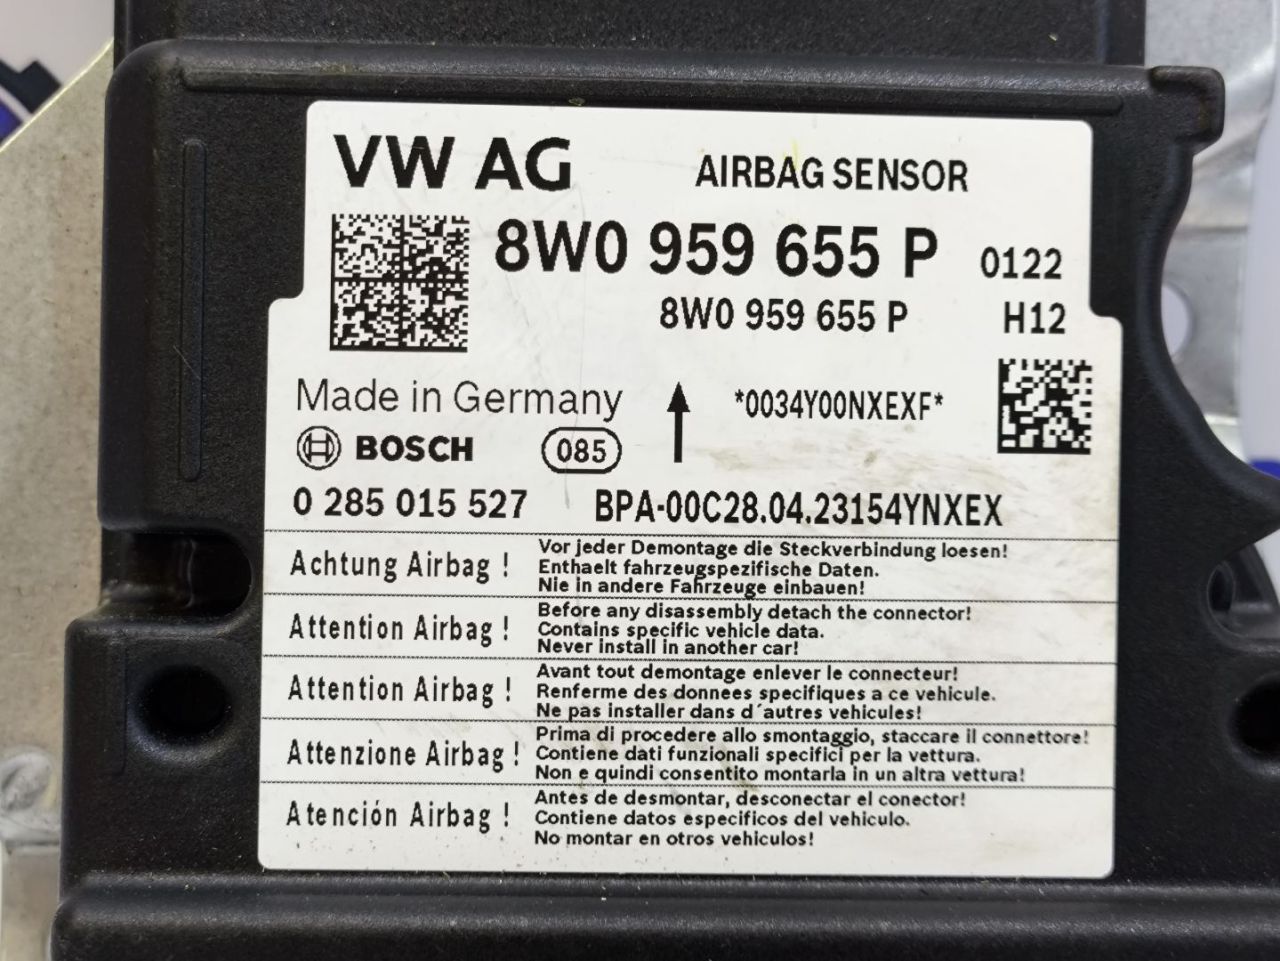 VW AG
AIRBAG SENSOR
8W0 959 655 P 0122
8W0 959 655 P H12
Made in Germany
*0034Y00NXEXF*
BOSCH
085
0 285 015 527
BPA-00C28.04.23154YNXEX
Achtung Airbag !
Vor jeder Demontage die Steckverbindung loesen!
Enthaelt fahrzeugspezifische Daten.
Nie in andere Fahrzeuge einbauen!
Attention Airbag !
Before any disassembly detach the connector!
Contains specific vehicle data.
Never install in another car!
Attention Airbag !
Avant tout demontage enlever le connecteur!
Renferme des donnees specifiques a ce vehicule.
Ne pas installer dans d´autres vehicules!
Attenzione Airbag !
Prima di procedere allo smontaggio, staccare il connettore!
Contiene dati funzionali specifici per la vettura.
Non e quindi consentito montarla in un altra vettura!
Atención Airbag !
Antes de desmontar, desconectar el conector!
Contiene datos especificos del vehiculo.
No montar en otros vehiculos!